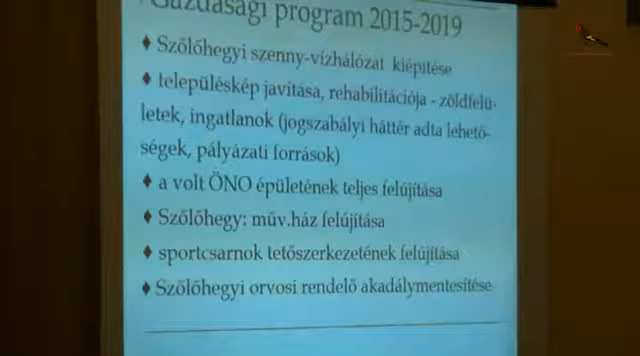 Gazdasági program 2015-2019
♦ Szőlőhegyi szenny-vízhálózat kiépítése
♦ településkép javítása, rehabilitációja - zöldfelü-
letek, ingatlanok (jogszabályi háttér adta lehető-
ségek, pályázati források)
♦ a volt ÖNO épületének teljes felújítása
♦ Szőlőhegy: műv.ház felújítása
♦ sportcsarnok tetőszerkezetének felújítása
♦ Szőlőhegyi orvosi rendelő akadálymentesítése